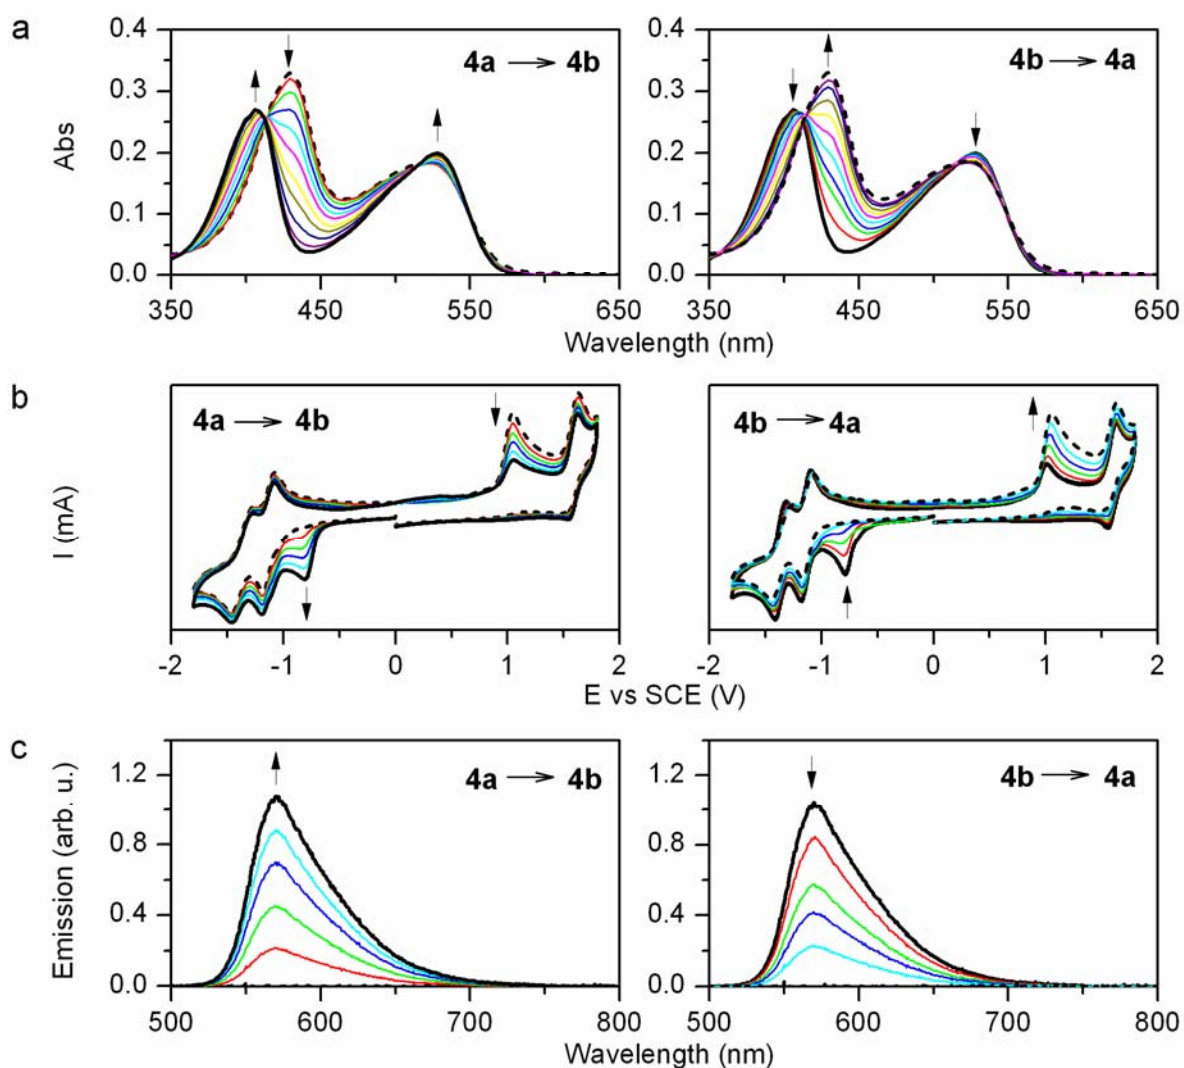 a
0.4
0.3
0.2
0.1
0.0
Abs
4a → 4b
350 450 550 650
0.4
0.3
0.2
0.1
0.0
4b → 4a
350 450 550 650
Wavelength (nm)
b
I (mA)
4a → 4b
-2 -1 0 1 2
4b → 4a
-2 -1 0 1 2
E vs SCE (V)
c
Emission (arb. u.)
1.2
0.8
0.4
0.0
4a → 4b
500 600 700 800
1.2
0.8
0.4
0.0
4b → 4a
500 600 700 800
Wavelength (nm)